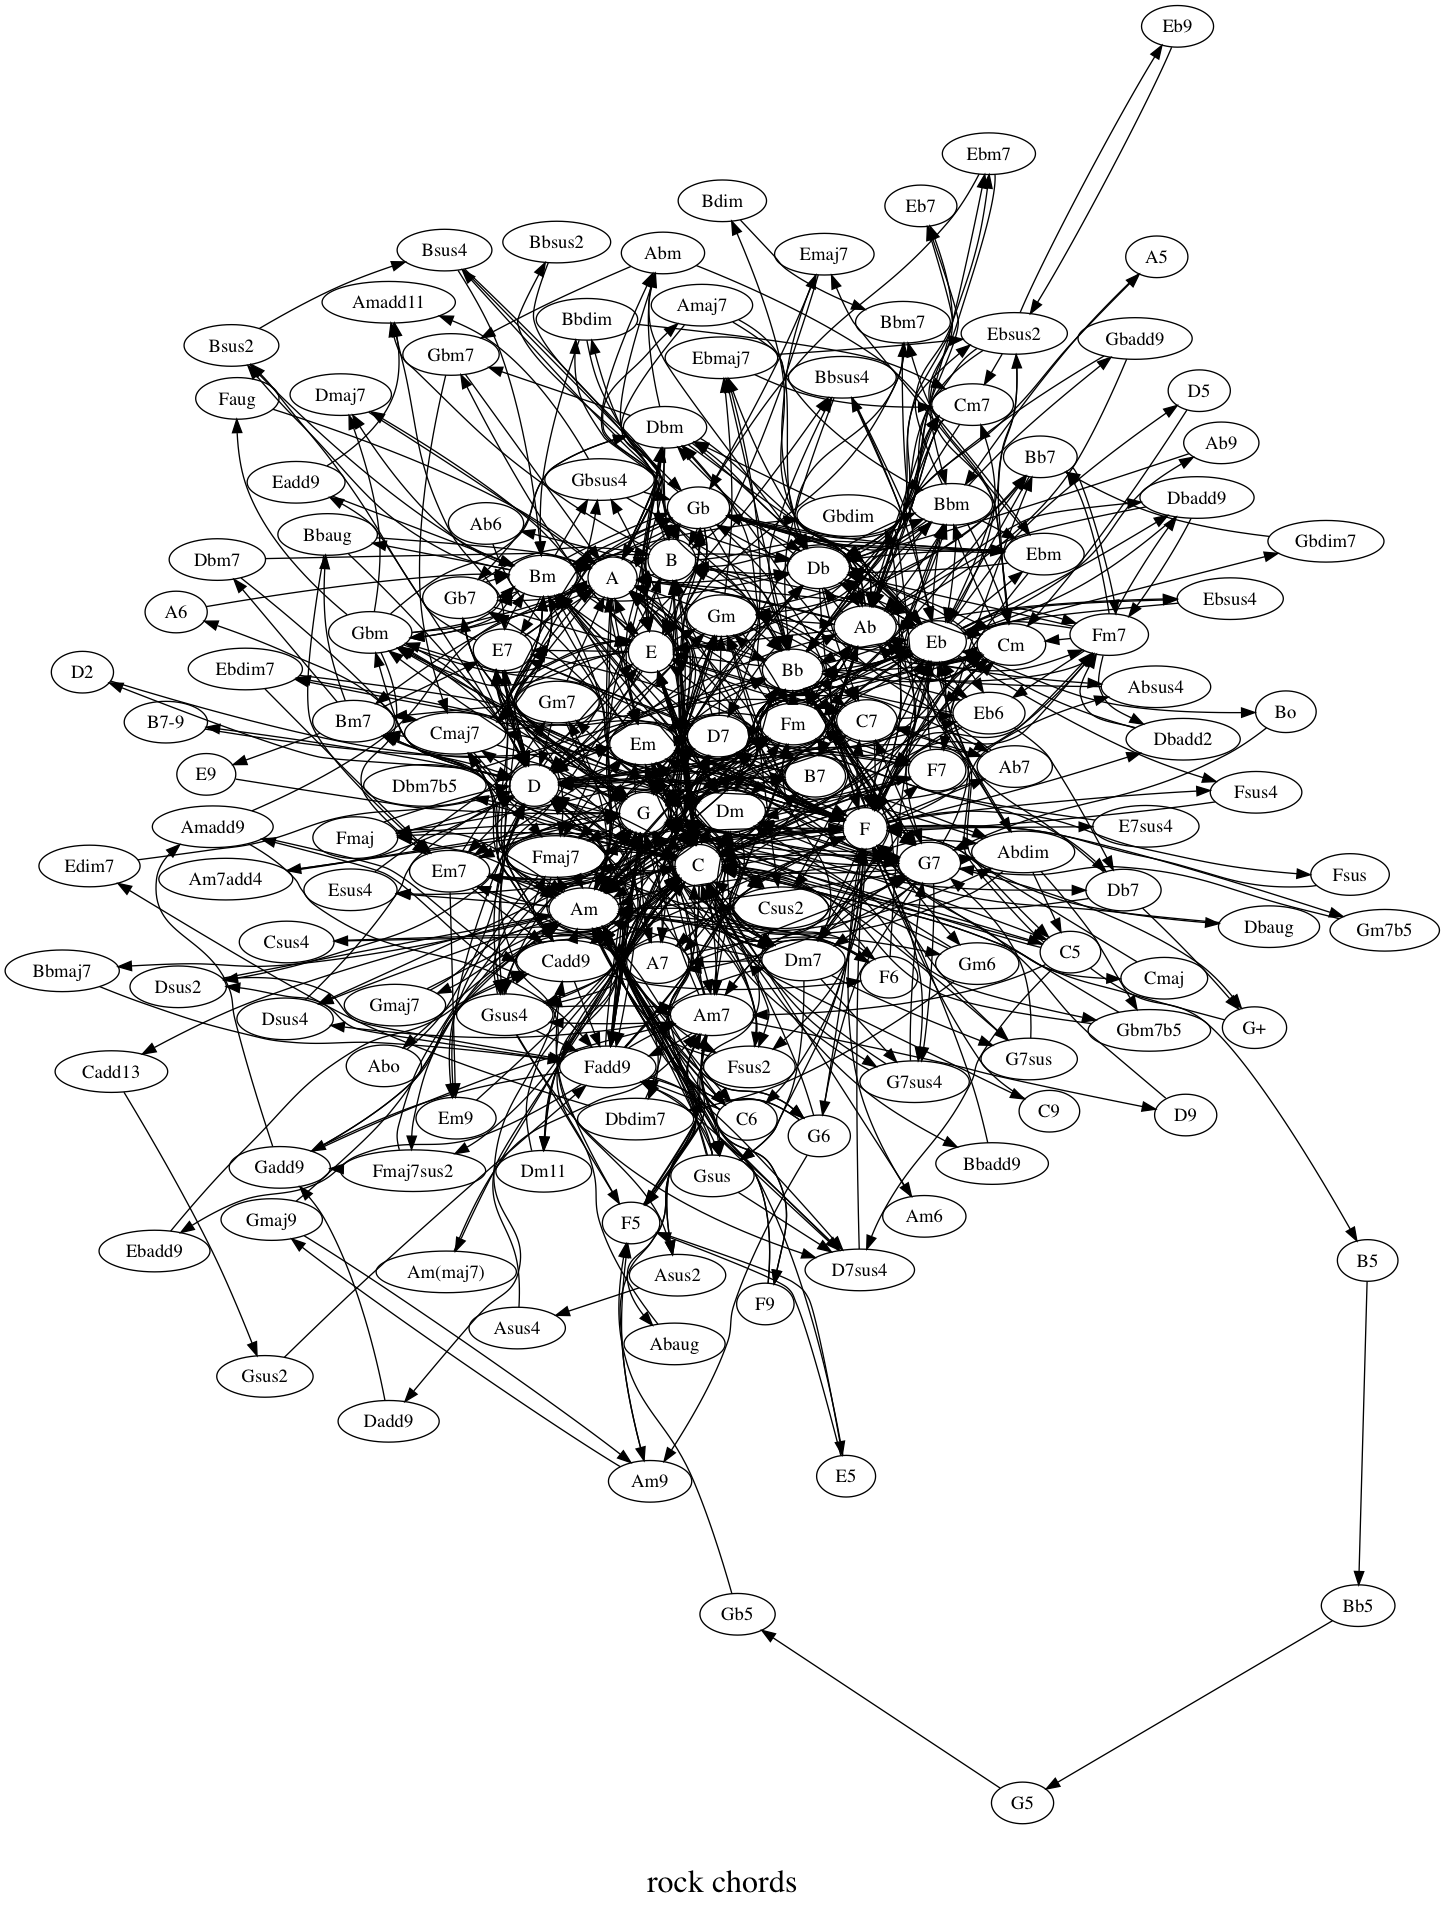 Eb9
Ebm7
Bdim
Eb7
Bsus4
Bbsus2
Abm
Emaj7
A5
Amadd11
Bbdim
Amaj7
Bbm7
Ebsus2
Gbadd9
Bsus2
Gbm7
Ebmaj7
Faug
Dmaj7
Bbsus4
Cm7
D5
Dbm
Ab9
Eadd9
Gbsus4
Bb7
Dbadd9
Bbaug
Ab6
Gb
Gbdim
Bbm
Gbdim7
Dbm7
Bm
A
B
Db
Ebm
A6
Gb7
Ebsus4
Gbm
E7
E
Gm
Ab
Eb
Cm
Fm7
D2
Ebdim7
Bb
Absus4
B7-9
Bm7
Gm7
Fm
C7
Eb6
Bo
Cmaj7
Em
D7
Dbadd2
E9
Dbm7b5
D
B7
F7
Ab7
Fsus4
Amadd9
Fmaj
G
Dm
F
E7sus4
Edim7
Am7add4
Esus4
Em7
Fmaj7
C
G7
Abdim
Db7
Fsus
Am
Csus2
Dbaug
Gm7b5
Csus4
Cadd9
A7
Dm7
F6
Gm6
C5
Cmaj
Bbmaj7
Dsus2
Dsus4
Gmaj7
Gsus4
Am7
Gbm7b5
G+
Cadd13
Abo
Fadd9
Fsus2
G7sus4
G7sus
Em9
Dbdim7
C6
G6
C9
D9
Gadd9
Fmaj7sus2
Dm11
Gsus
Bbadd9
Ebadd9
Gmaj9
F5
Am6
Am(maj7)
Asus2
D7sus4
B5
Asus4
F9
Abaug
Gsus2
Dadd9
Am9
E5
Gb5
Bb5
G5
rock chords